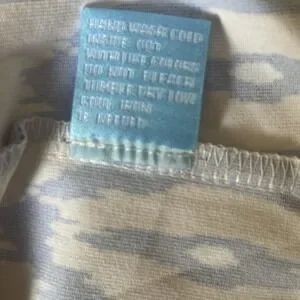 HAND WASH COLD
INSIDE OUT
WITH LIKE COLORS
DO NOT BLEACH
TUMBLE DRY LOW
COOL IRON
IF NEEDED